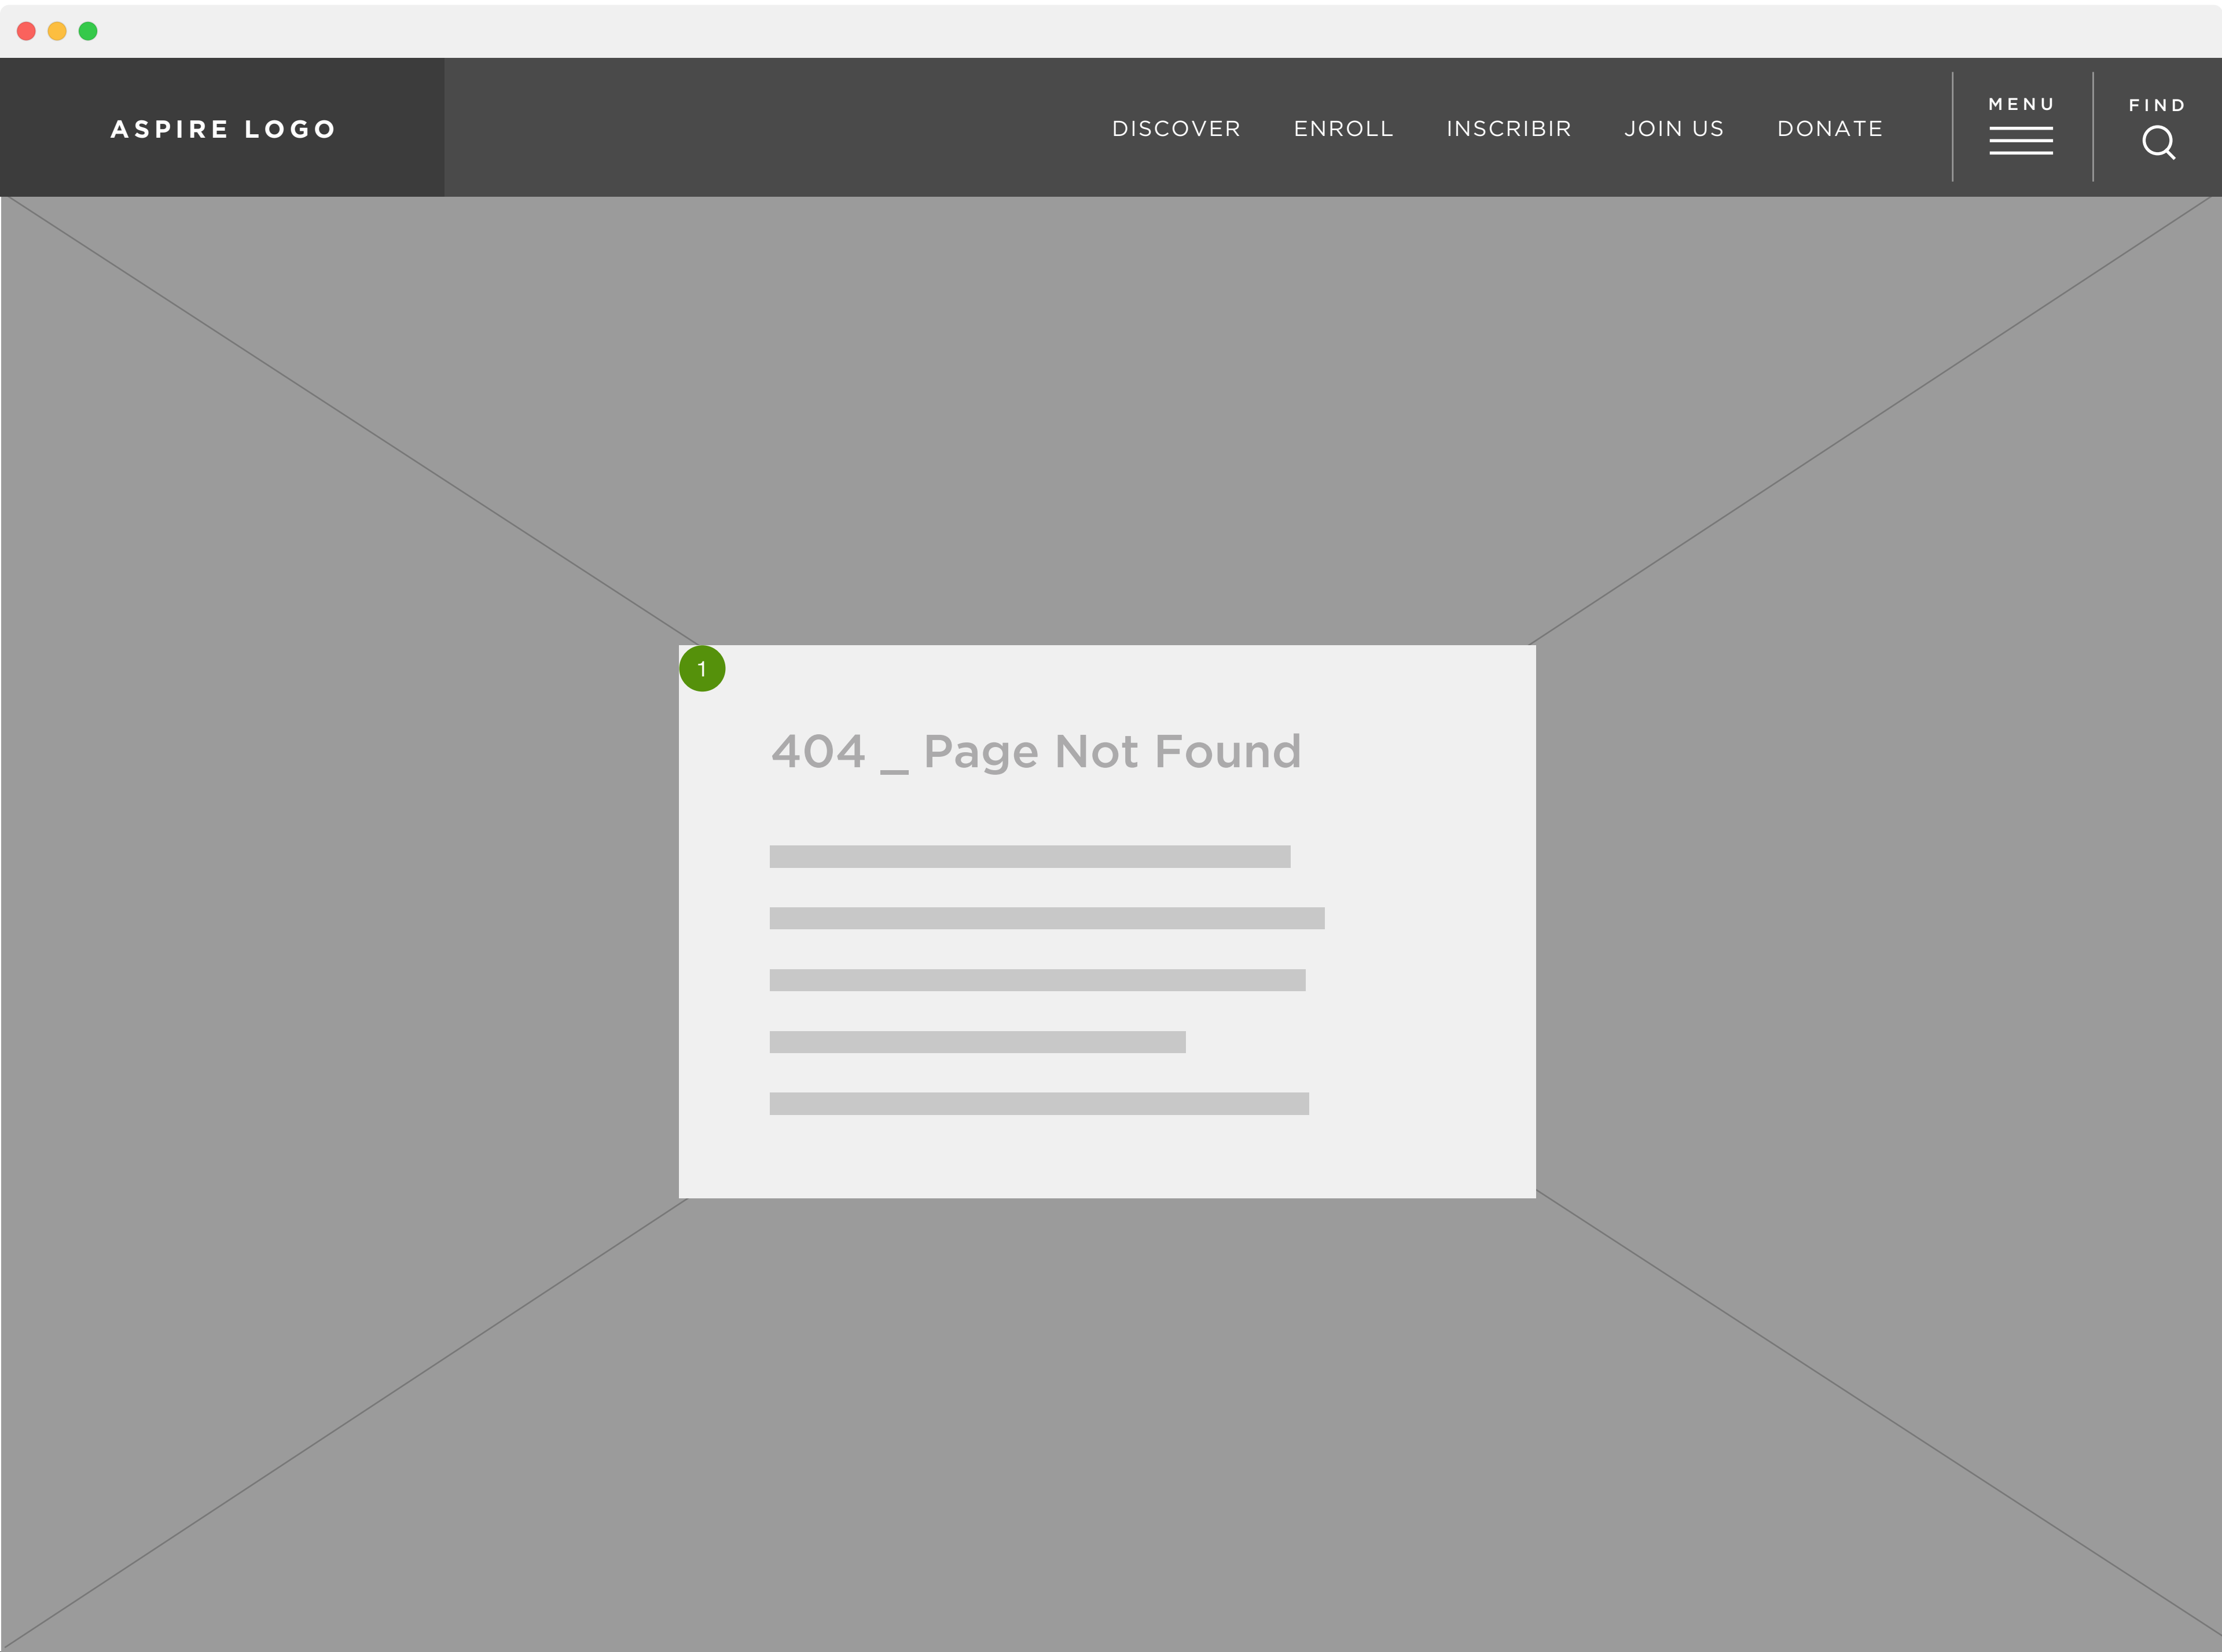 ASPIRE LOGO
DISCOVER ENROLL INSCRIBIR JOIN US DONATE
MENU
FIND
1
404 _ Page Not Found